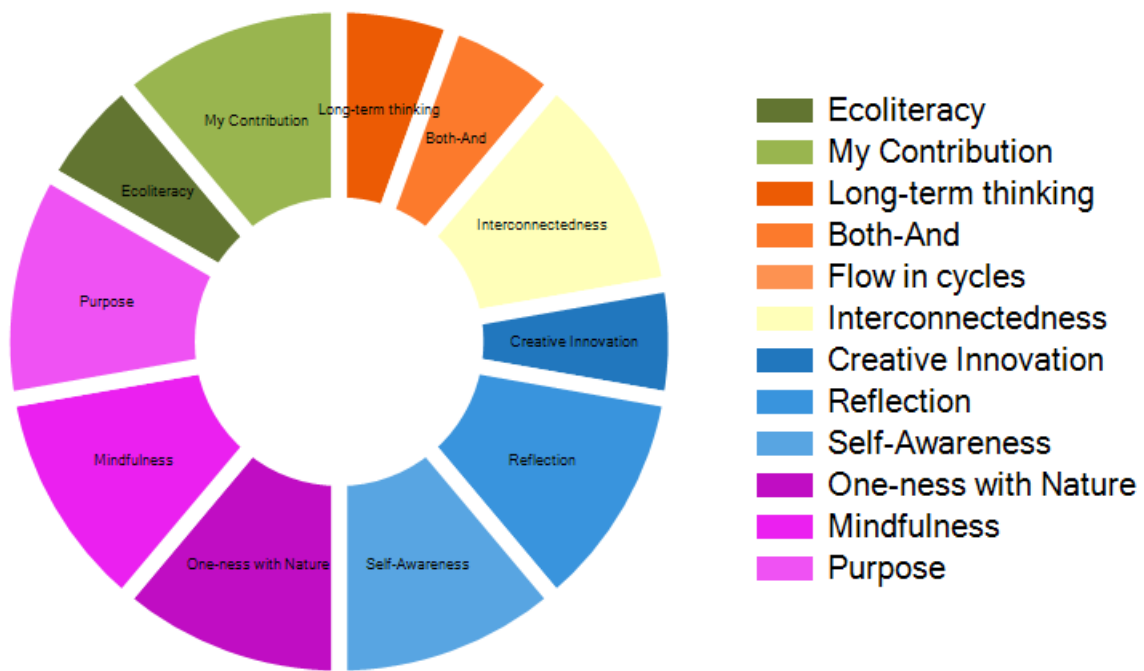 My Contribution
Long-term thinking
Both-And
Ecoliteracy
Interconnectedness
Purpose
Creative Innovation
Mindfulness
Reflection
One-ness with Nature
Self-Awareness
Ecoliteracy
My Contribution
Long-term thinking
Both-And
Flow in cycles
Interconnectedness
Creative Innovation
Reflection
Self-Awareness
One-ness with Nature
Mindfulness
Purpose